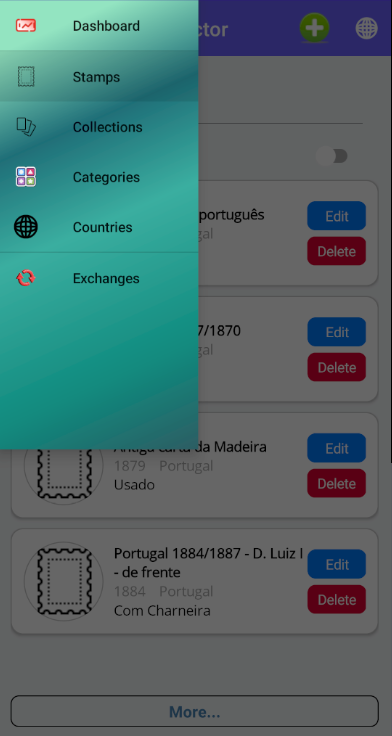 Dashboard
ctor
Stamps
Collections
Categories
Countries
Exchanges
português
gal
Edit
Delete
7/1870
gal
Edit
Delete
Antiga carta da Madeira
1879 Portugal
Usado
Edit
Delete
Portugal 1884/1887 - D. Luiz I
- de frente
1884 Portugal
Com Charneira
Edit
Delete
More...